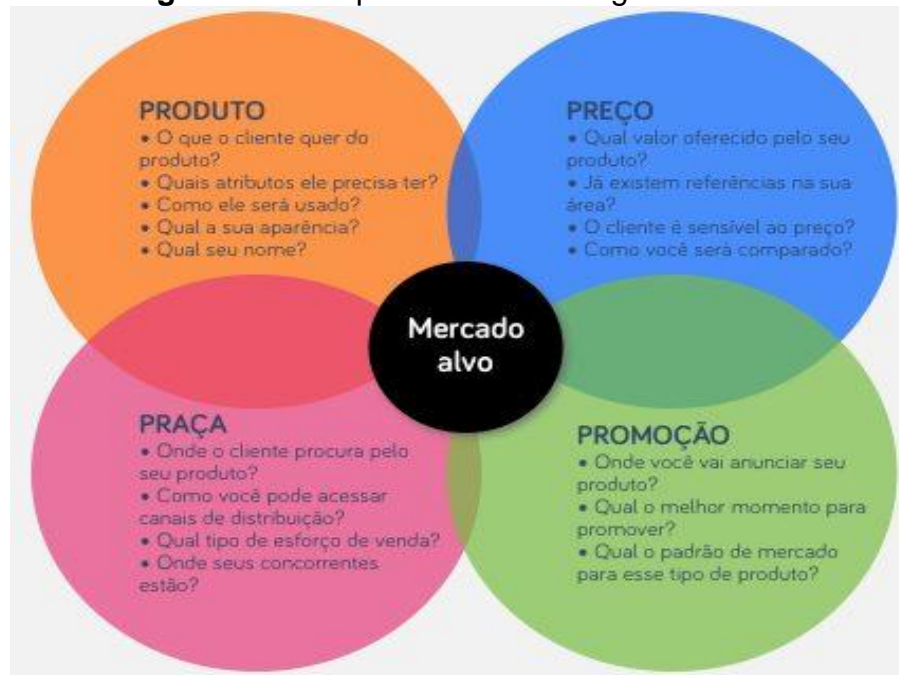 PRODUTO
• O que o cliente quer do
produto?
• Quais atributos ele precisa ter?
• Como ele será usado?
• Qual a sua aparência?
• Qual seu nome?
PREÇO
• Qual valor oferecido pelo seu
produto?
• Já existem referências na sua
área?
• O cliente é sensível ao preço?
• Como você será comparado?
Mercado
alvo
PRAÇA
• Onde o cliente procura pelo
seu produto?
• Como você pode acessar
canais de distribuição?
• Qual tipo de esforço de venda?
• Onde seus concorrentes
estão?
PROMOÇÃO
• Onde você vai anunciar seu
produto?
• Qual o melhor momento para
promover?
• Qual o padrão de mercado
para esse tipo de produto?